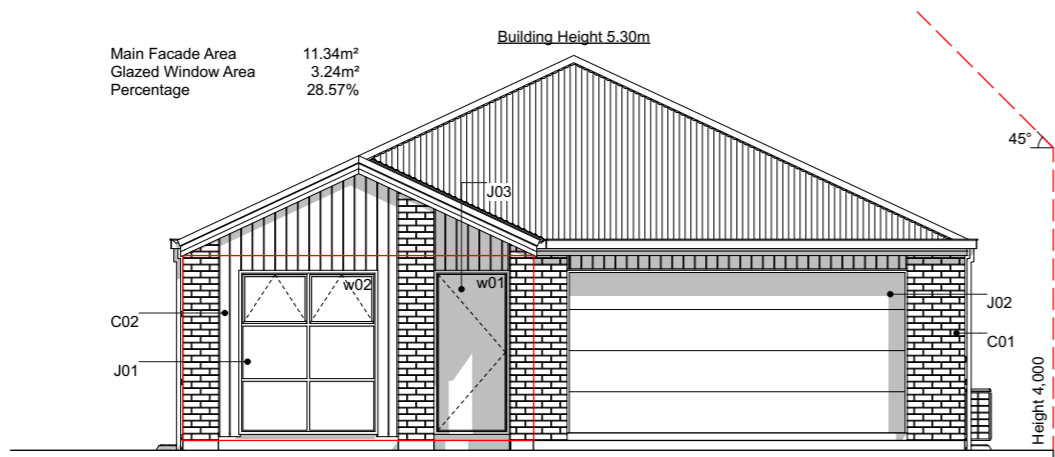 Building Height 5.30m
Main Facade Area 11.34m²
Glazed Window Area 3.24m²
Percentage 28.57%
45°
J03
w02
w01
C02
J02
J01
C01
Height 4,000